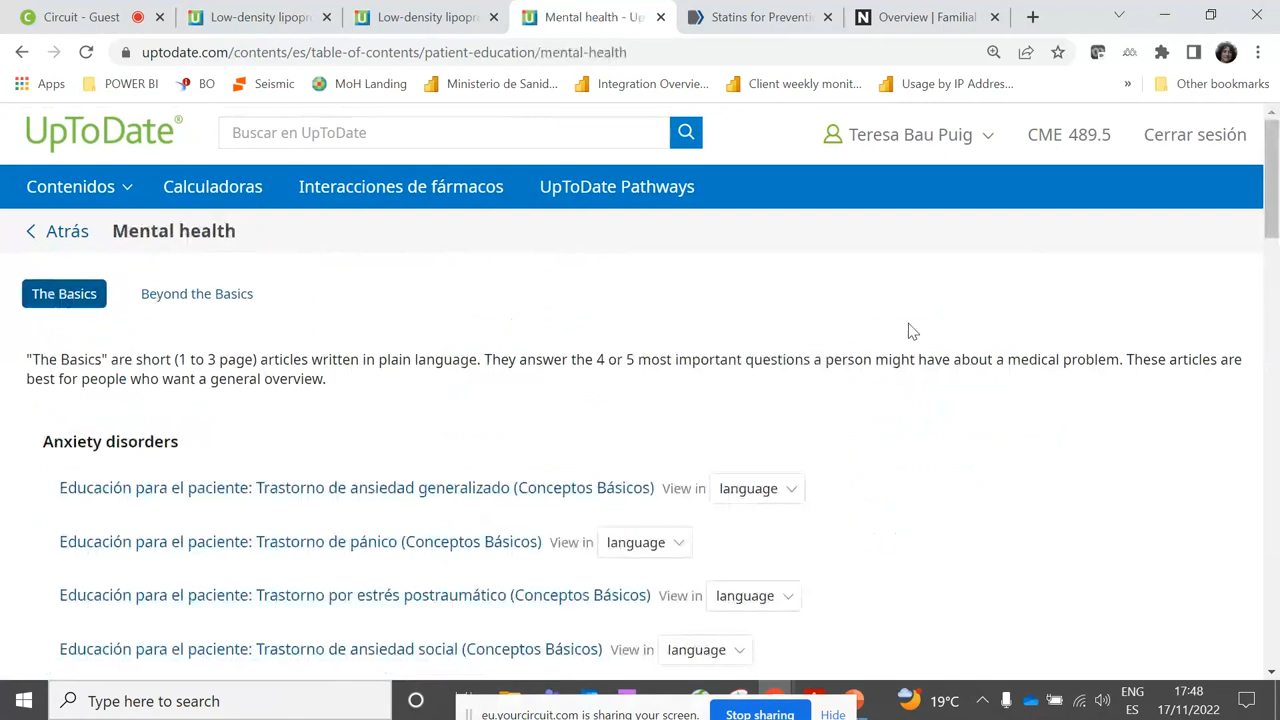 Circuit - Guest
Low-density lipopro
Low-density lipopro
Mental health - Up
Statins for Preventi
Overview | Familial
uptodate.com/contents/es/table-of-contents/patient-education/mental-health
Apps
POWER BI
BO
Seismic
MoH Landing
Ministerio de Sanid...
Integration Overvie...
Client weekly monit...
Usage by IP Addres...
»
Other bookmarks
UpToDate®
Buscar en UpToDate
Teresa Bau Puig
CME 489.5
Cerrar sesión
Contenidos
Calculadoras
Interacciones de fármacos
UpToDate Pathways
Atrás
Mental health
The Basics
Beyond the Basics
"The Basics" are short (1 to 3 page) articles written in plain language. They answer the 4 or 5 most important questions a person might have about a medical problem. These articles are
best for people who want a general overview.
Anxiety disorders
Educación para el paciente: Trastorno de ansiedad generalizado (Conceptos Básicos) View in language
Educación para el paciente: Trastorno de pánico (Conceptos Básicos) View in language
Educación para el paciente: Trastorno por estrés postraumático (Conceptos Básicos) View in language
Educación para el paciente: Trastorno de ansiedad social (Conceptos Básicos) View in language
Type here to search
eu.yourcircuit.com is sharing your screen.
Stop sharing
Hide
19°C
ENG
ES
17:48
17/11/2022